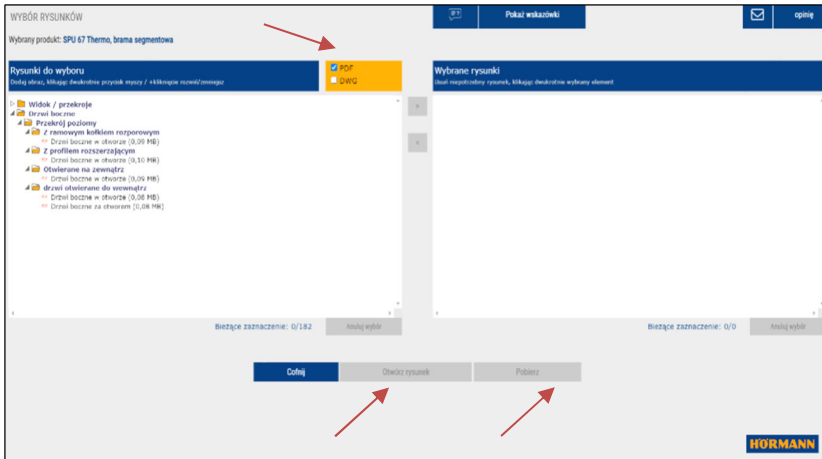 WYBÓR RYSUNKÓW
Pokaż wskazówki
opinię
Wybrany produkt: SPU 67 Thermo, brama segmentowa
Rysunki do wyboru
Dodaj obraz, klikając dwukrotnie przycisk myszy / +kliknięcie rozwiń/zmniejsz
PDF
DWG
Wybrane rysunki
Usuń niepotrzebny rysunek, klikając dwukrotnie wybrany element
Widok / przekroje
Drzwi boczne
Przekrój poziomy
Z ramowym kołkiem rozporowym
Drzwi boczne w otworze (0,09 MB)
Z profilem rozszerzającym
Drzwi boczne w otworze (0,10 MB)
Otwierane na zewnątrz
Drzwi boczne w otworze (0,09 MB)
drzwi otwierane do wewnątrz
Drzwi boczne w otworze (0,08 MB)
Drzwi boczne za otworem (0,08 MB)
>
<
Bieżące zaznaczenie: 0/182
Anuluj wybór
Bieżące zaznaczenie: 0/0
Anuluj wybór
Cofnij
Otwórz rysunek
Pobierz
HÖRMANN